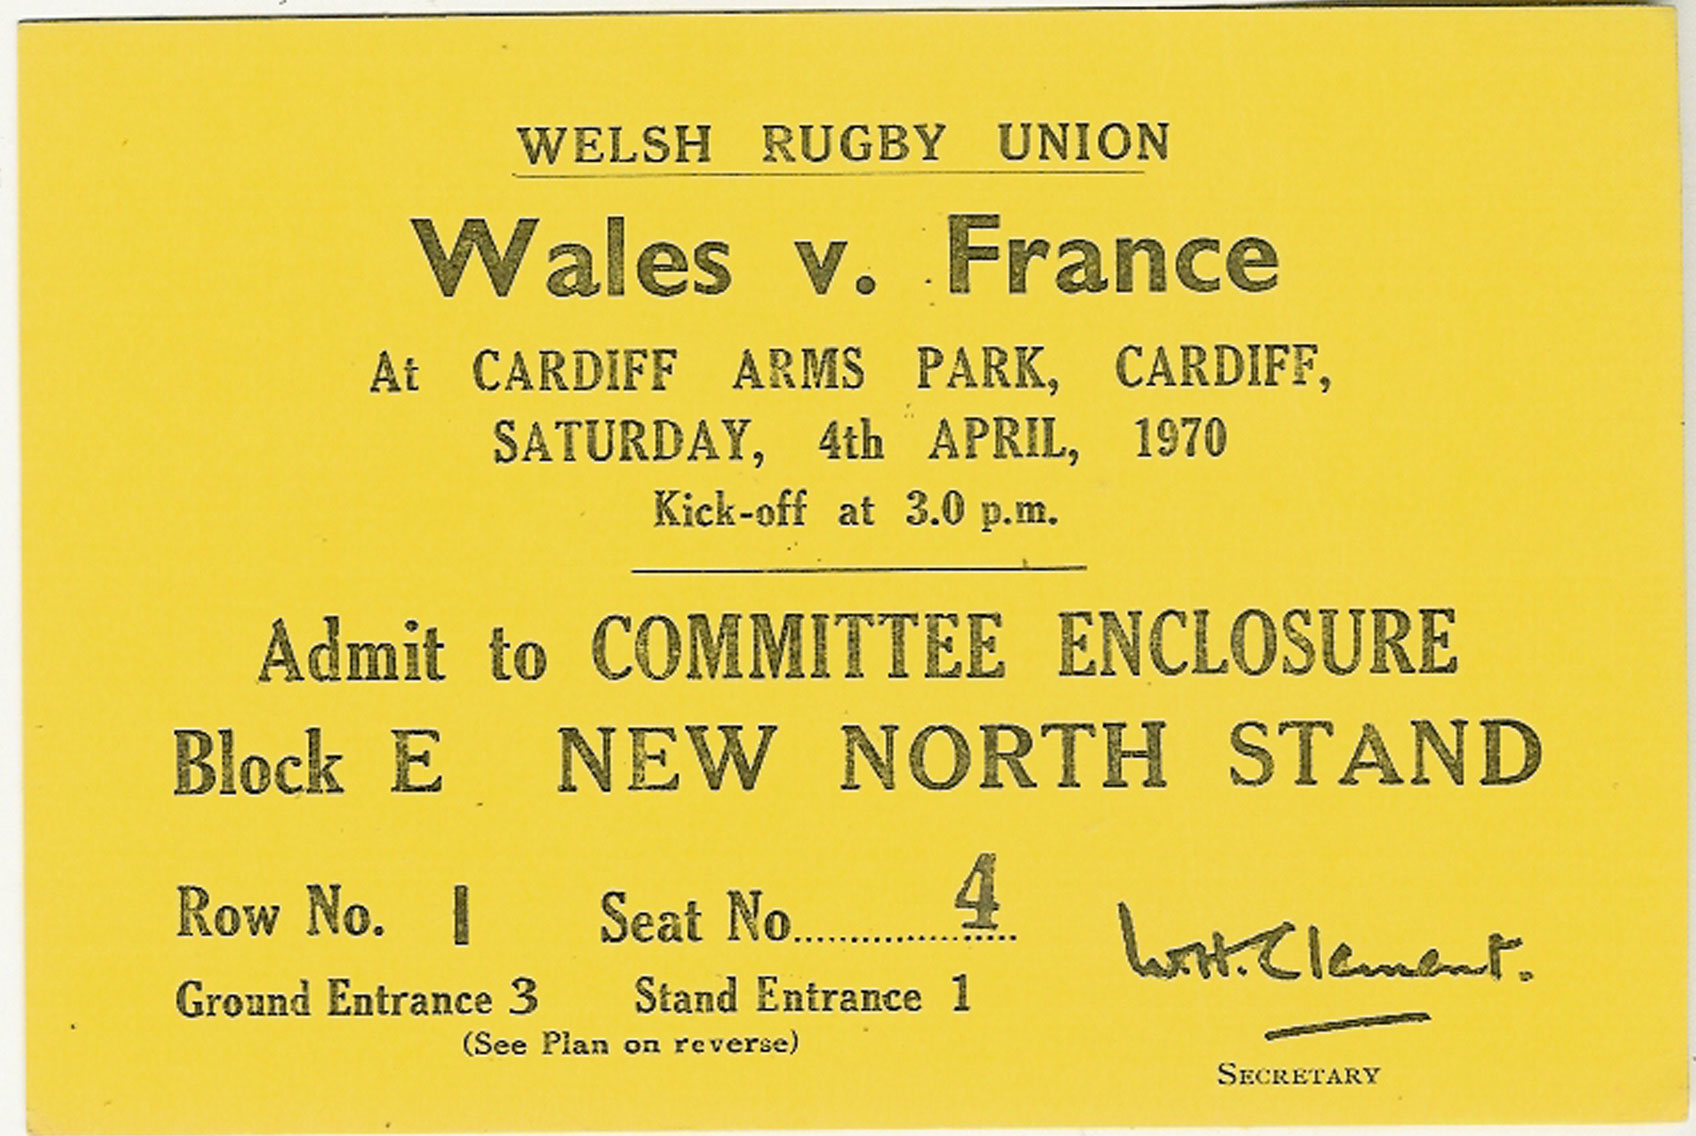 WELSH RUGBY UNION
Wales v. France
At CARDIFF ARMS PARK, CARDIFF,
SATURDAY, 4th APRIL, 1970
Kick-off at 3.0 p.m.
Admit to COMMITTEE ENCLOSURE
Block E NEW NORTH STAND
Row No. 1 Seat No. 4
W.H. Clement.
Ground Entrance 3 Stand Entrance 1
(See Plan on reverse)
SECRETARY